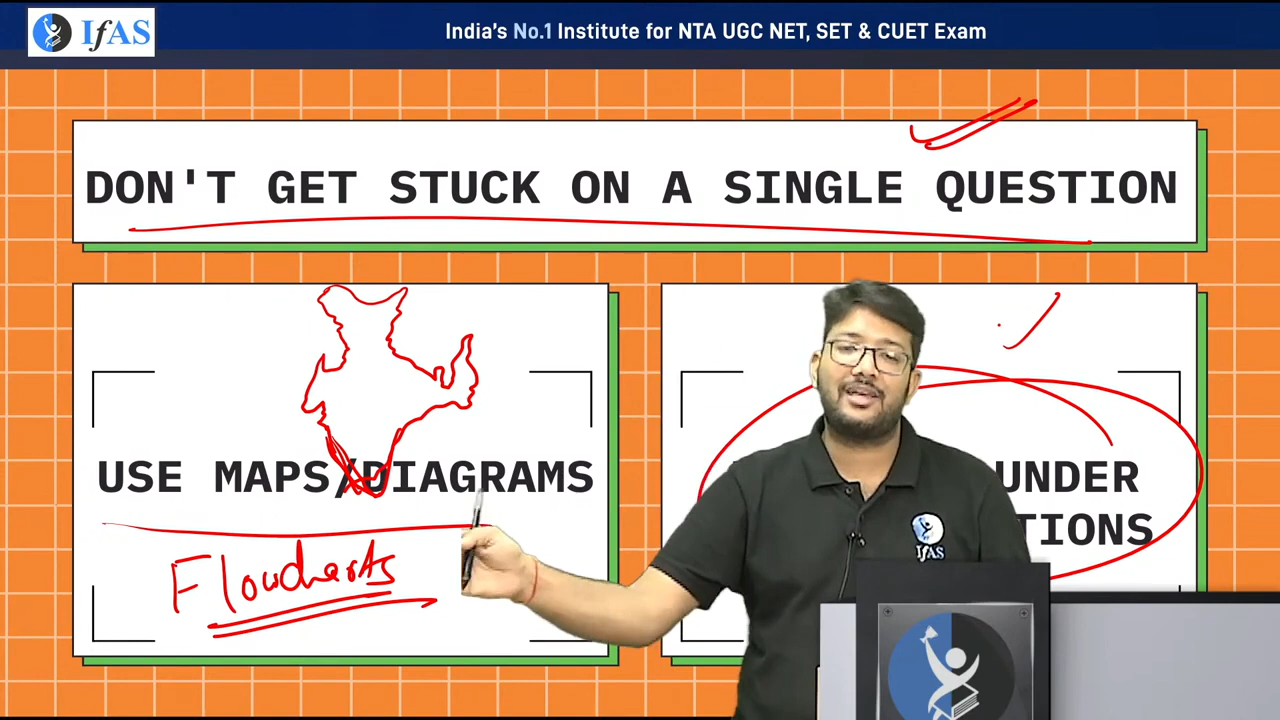 IfAS
India's No.1 Institute for NTA UGC NET, SET & CUET Exam
DON'T GET STUCK ON A SINGLE QUESTION
USE MAPS/DIAGRAMS
Flowcharts
UNDER
TIONS
IfAS